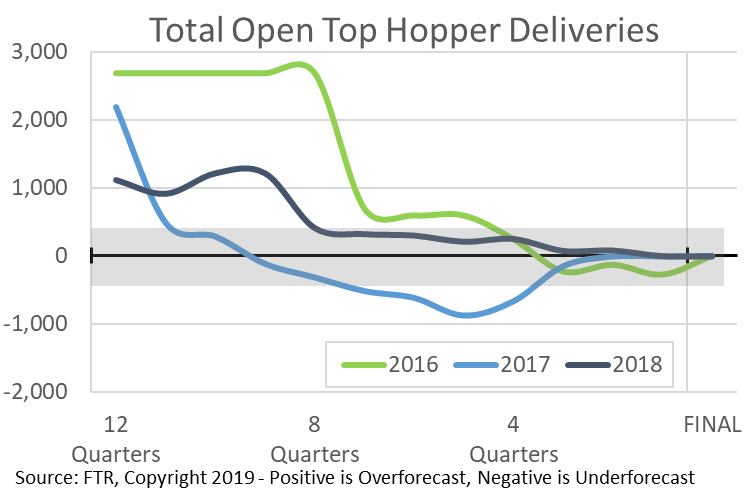 Total Open Top Hopper Deliveries
3,000
2,000
1,000
0
-1,000
-2,000
2016 2017 2018
12 8 4 FINAL
Quarters Quarters Quarters
Source: FTR, Copyright 2019 - Positive is Overforecast, Negative is Underforecast